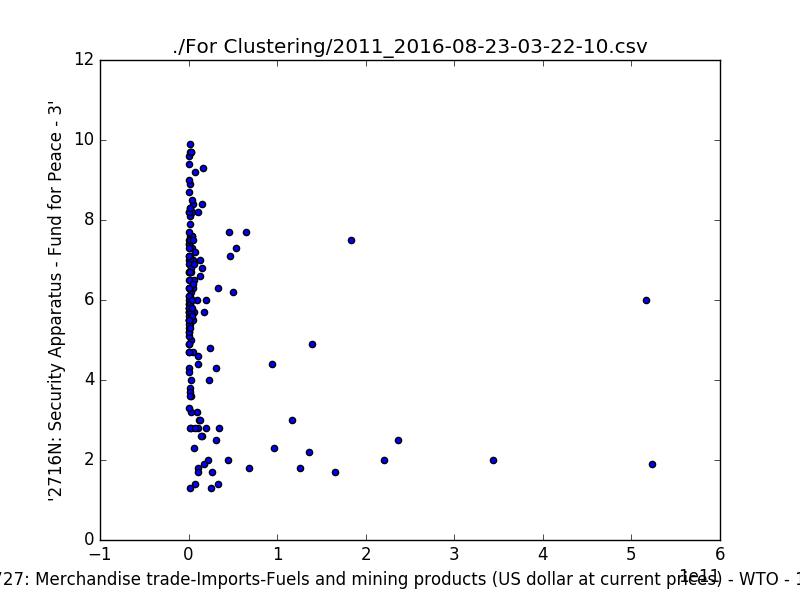 ./For Clustering/2011_2016-08-23-03-22-10.csv
12
10
8
6
4
2
0
'2716N: Security Apparatus - Fund for Peace - 3'
−1 0 1 2 3 4 5 6
1e11
27: Merchandise trade-Imports-Fuels and mining products (US dollar at current prices) - WTO - 1